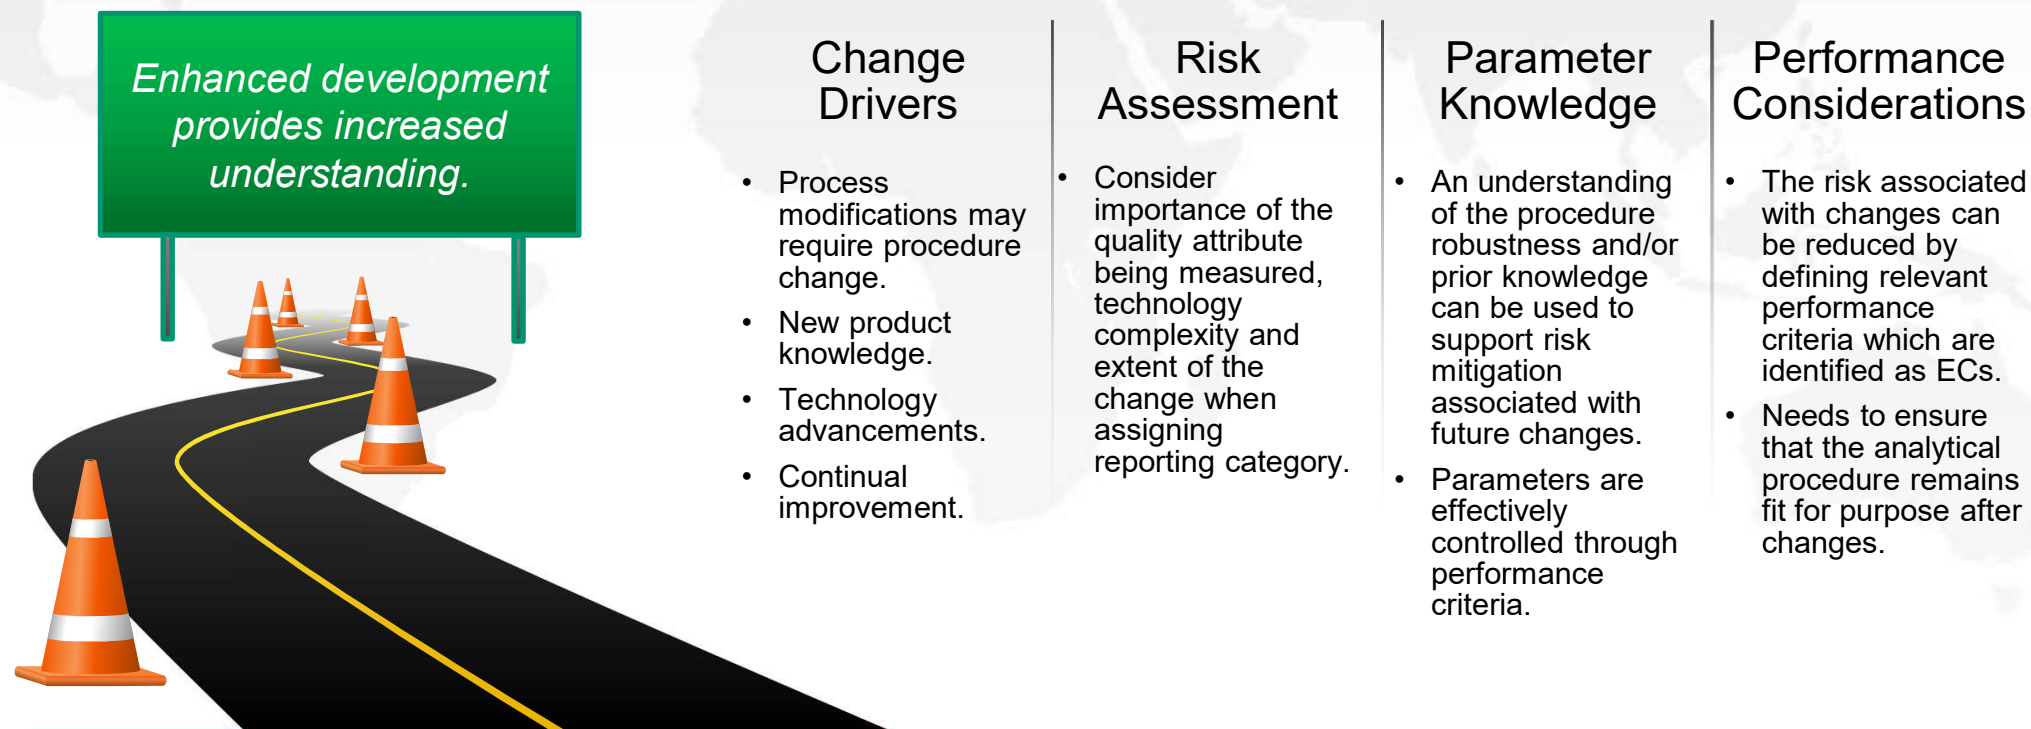 Enhanced development
provides increased
understanding.
Change
Drivers
• Process
modifications may
require procedure
change.
• New product
knowledge.
• Technology
advancements.
• Continual
improvement.
Risk
Assessment
• Consider
importance of the
quality attribute
being measured,
technology
complexity and
extent of the
change when
assigning
reporting category.
Parameter
Knowledge
• An understanding
of the procedure
robustness and/or
prior knowledge
can be used to
support risk
mitigation
associated with
future changes.
• Parameters are
effectively
controlled through
performance
criteria.
Performance
Considerations
• The risk associated
with changes can
be reduced by
defining relevant
performance
criteria which are
identified as ECs.
• Needs to ensure
that the analytical
procedure remains
fit for purpose after
changes.